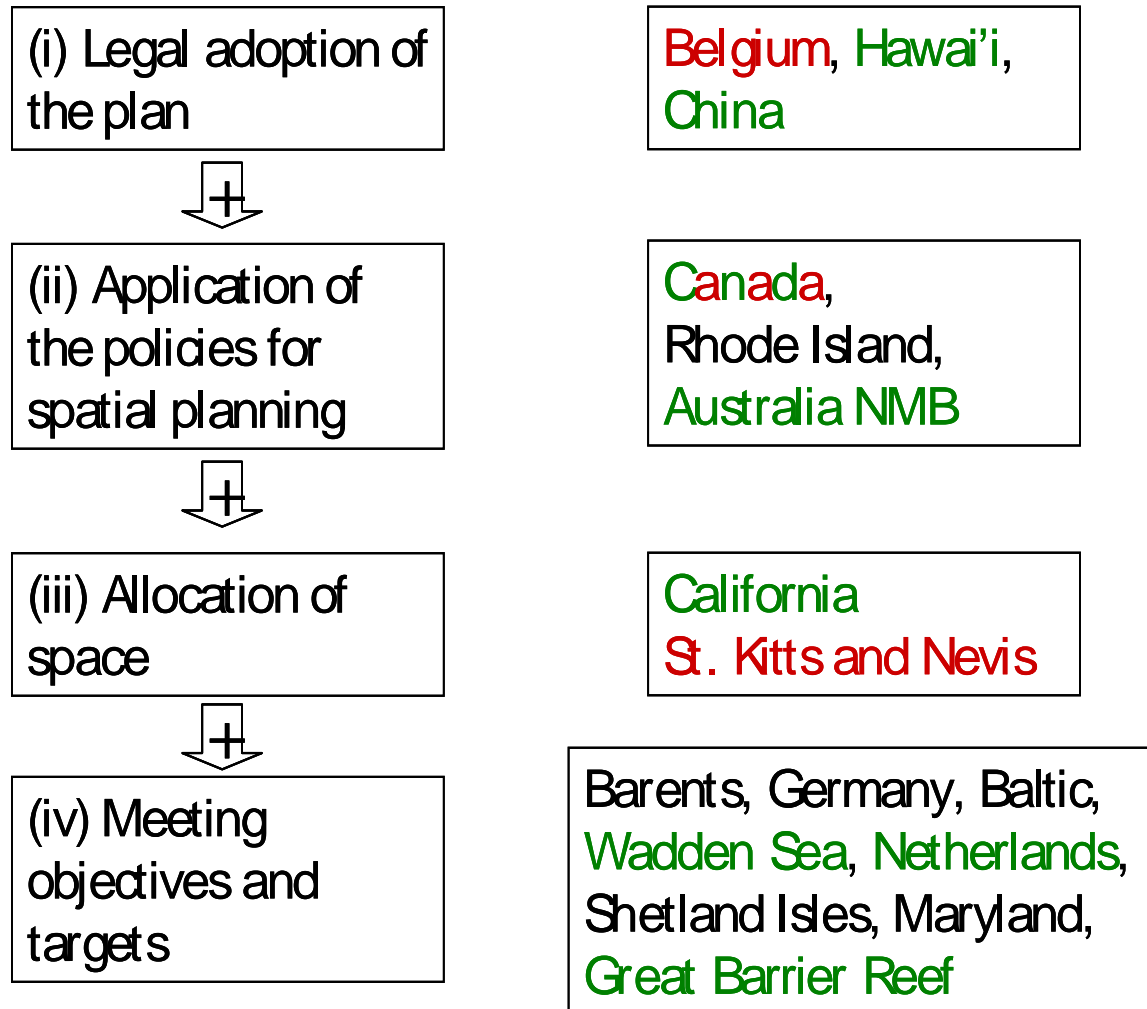 (i) Legal adoption of
the plan
Belgium, Hawai’i,
China
+
(ii) Application of
the policies for
spatial planning
Canada,
Rhode Island,
Australia NMB
+
(iii) Allocation of
space
California
St. Kitts and Nevis
+
(iv) Meeting
objectives and
targets
Barents, Germany, Baltic,
Wadden Sea, Netherlands,
Shetland Isles, Maryland,
Great Barrier Reef